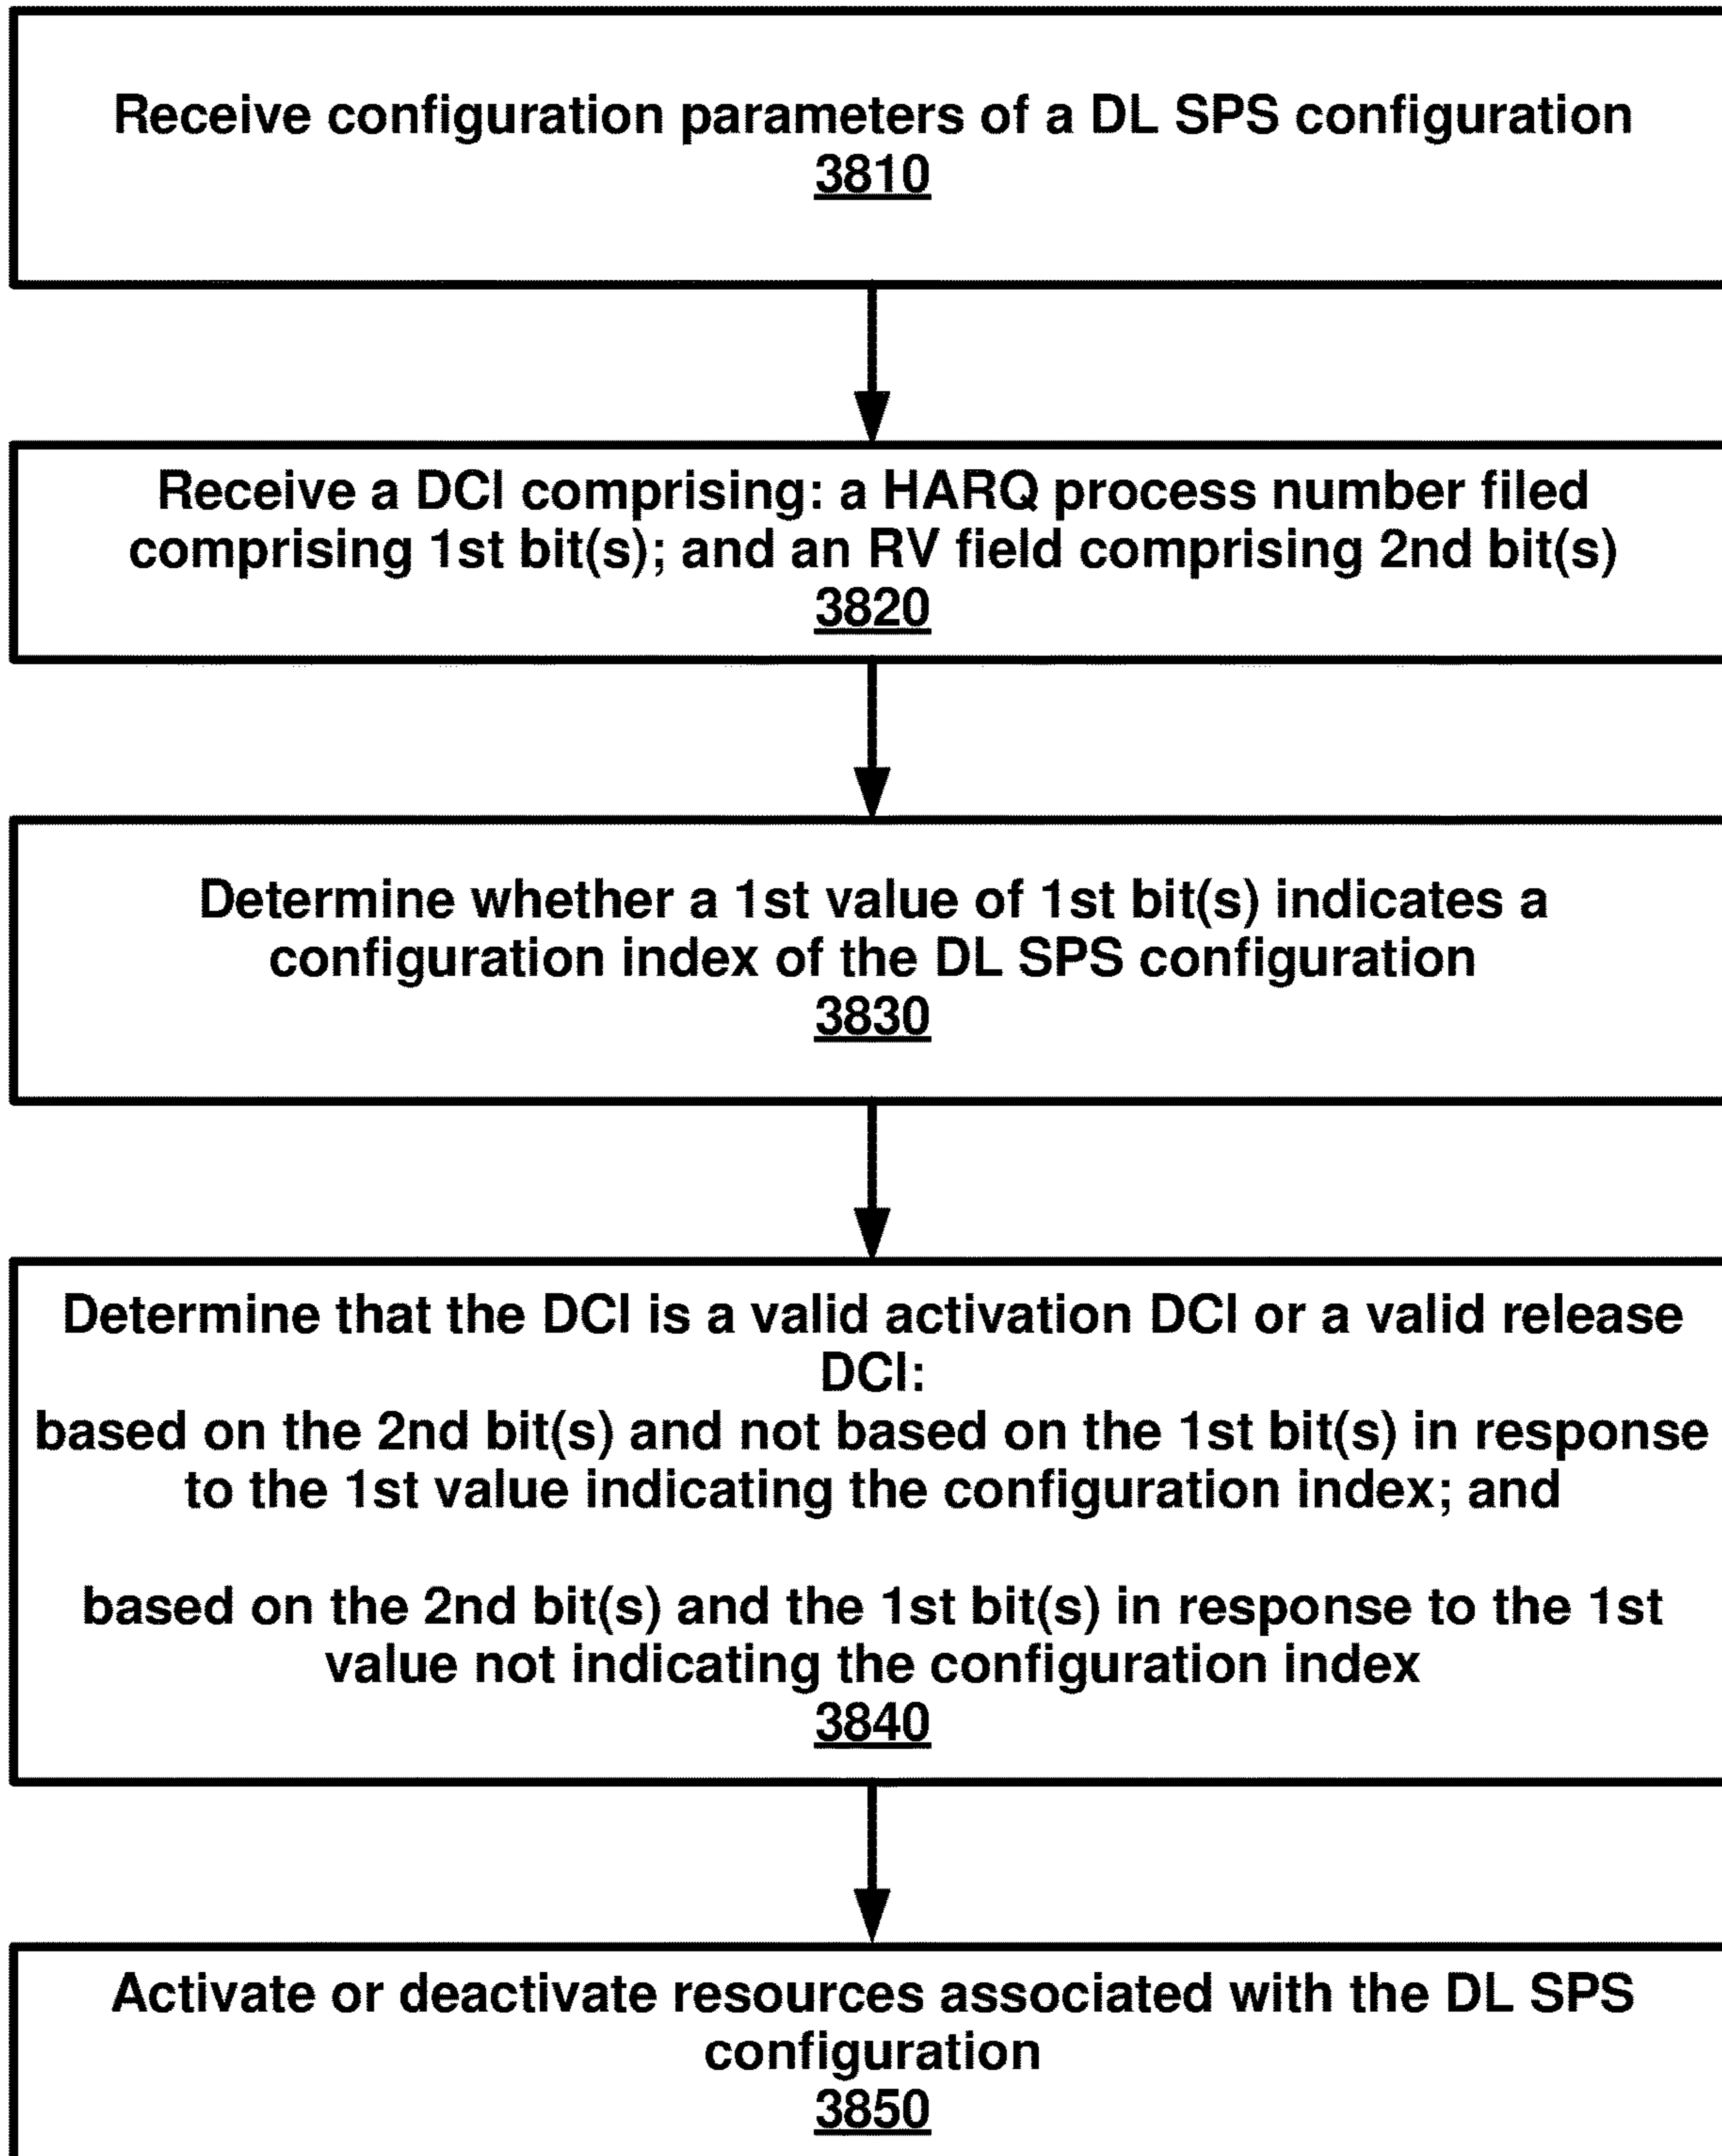 Receive configuration parameters of a DL SPS configuration
3810
Receive a DCI comprising: a HARQ process number filed
comprising 1st bit(s); and an RV field comprising 2nd bit(s)
3820
Determine whether a 1st value of 1st bit(s) indicates a
configuration index of the DL SPS configuration
3830
Determine that the DCI is a valid activation DCI or a valid release
DCI:
based on the 2nd bit(s) and not based on the 1st bit(s) in response
to the 1st value indicating the configuration index; and
based on the 2nd bit(s) and the 1st bit(s) in response to the 1st
value not indicating the configuration index
3840
Activate or deactivate resources associated with the DL SPS
configuration
3850